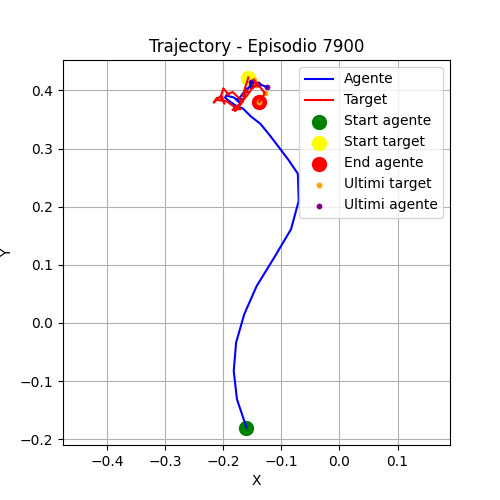 Trajectory - Episodio 7900
Agente
Target
Start agente
Start target
End agente
Ultimi target
Ultimi agente
Y
0.4
0.3
0.2
0.1
0.0
−0.1
−0.2
−0.4
−0.3
−0.2
−0.1
0.0
0.1
X